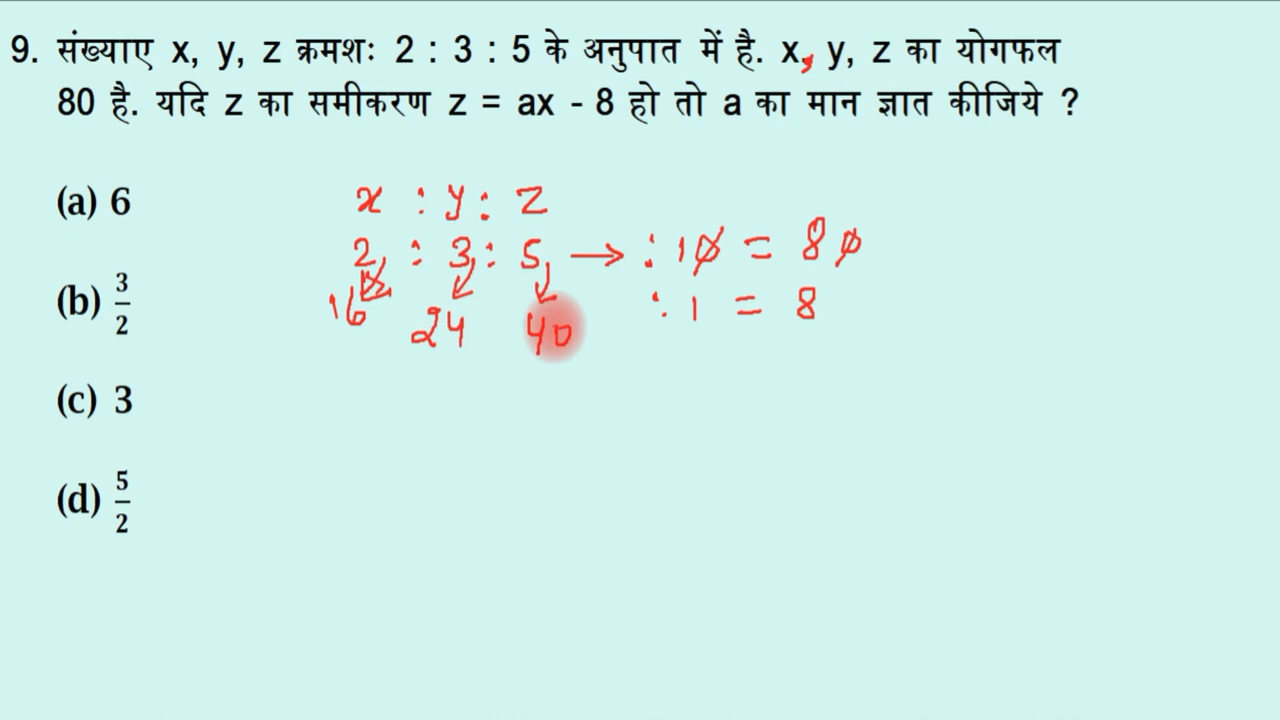 9. संख्याए x, y, z क्रमशः 2 : 3 : 5 के अनुपात में है. x, y, z का योगफल
80 है. यदि z का समीकरण z = ax - 8 हो तो a का मान ज्ञात कीजिये ?
(a) 6
x : y : z
2 : 3 : 5 → : 10 = 80
(b) 3/2
16 24 40
: 1 = 8
(c) 3
(d) 5/2